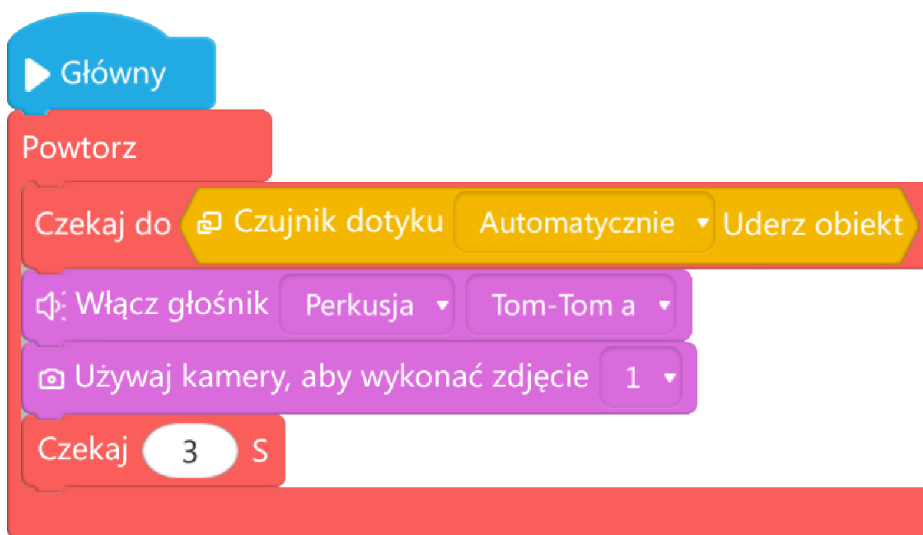 Główny
Powtorz
Czekaj do Czujnik dotyku Automatycznie Uderz obiekt
Włącz głośnik Perkusja Tom-Tom a
Używaj kamery, aby wykonać zdjęcie 1
Czekaj 3 S